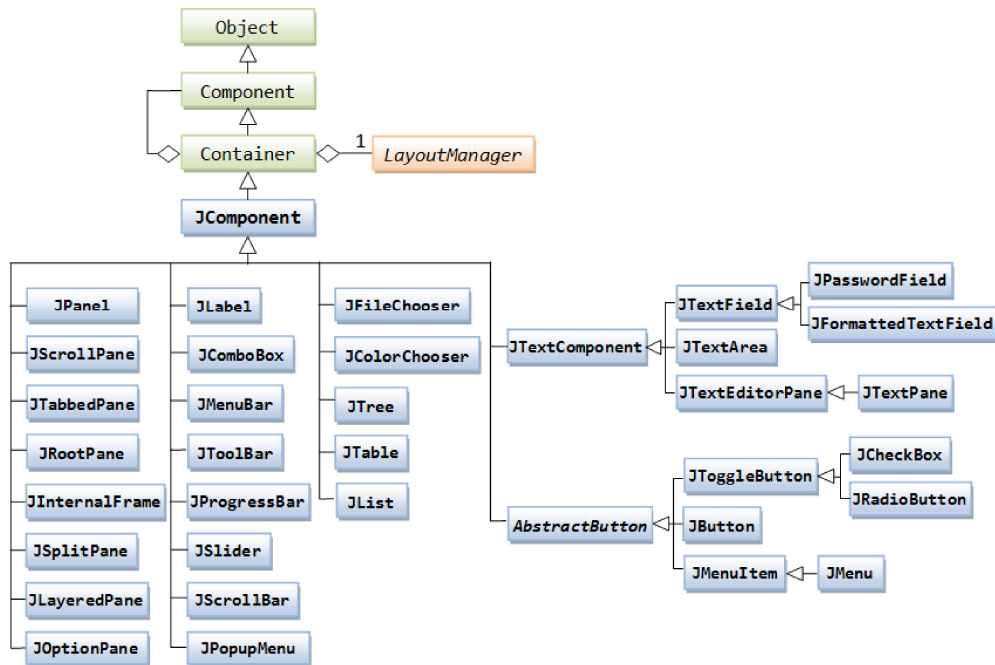 Object
Component
Container
1
LayoutManager
JComponent
JPanel
JScrollPane
JTabbedPane
JRootPane
JInternalFrame
JSplitPane
JLayeredPane
JOptionPane
JLabel
JComboBox
JMenuBar
JToolBar
JProgressBar
JSlider
JScrollBar
JPopupMenu
JFileChooser
JColorChooser
JTree
JTable
JList
JTextComponent
JTextField
JPasswordField
JFormattedTextField
JTextArea
JTextEditorPane
JTextPane
AbstractButton
JToggleButton
JCheckBox
JRadioButton
JButton
JMenuItem
JMenu